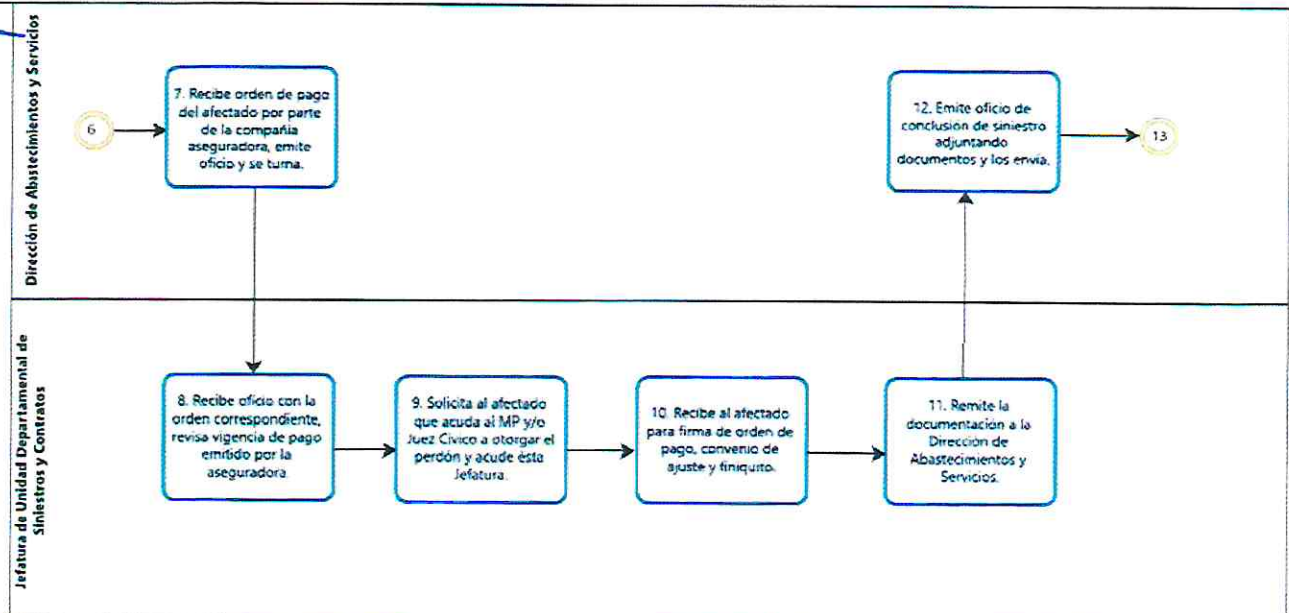 Dirección de Abastecimientos y Servicios
6
7. Recibe orden de pago
del afectado por parte
de la compañía
aseguradora, emite
oficio y se turna.
12. Emite oficio de
conclusión de siniestro
adjuntando
documentos y los envía.
13
Jefatura de Unidad Departamental de
Siniestros y Contratos
8. Recibe oficio con la
orden correspondiente,
revisa vigencia de pago
emitido por la
aseguradora.
9. Solicita al afectado
que acuda al MP y/o
Juez Cívico a otorgar el
perdón y acude ésta
Jefatura.
10. Recibe al afectado
para firma de orden de
pago, convenio de
ajuste y finiquito.
11. Remite la
documentación a la
Dirección de
Abastecimientos y
Servicios.